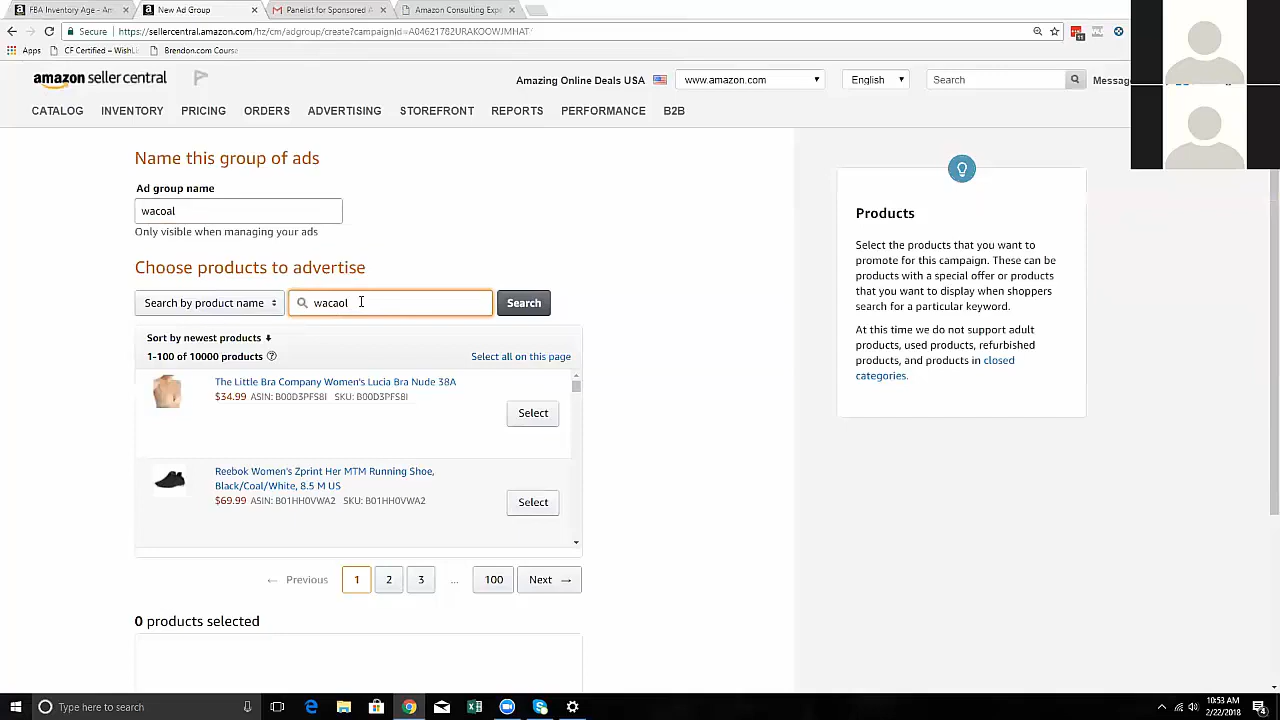 FBA Inventory Age - Am
New Ad Group
Panelist for Sponsored A
Amazon Consulting Expe
Secure
https://sellercentral.amazon.com/hz/cm/adgroup/create?campaignid=A04621782URAKOOWJMHAT
Apps
CF Certified – WishLi
Brendon.com Course
amazon seller central
Amazing Online Deals USA
www.amazon.com
English
Search
Messag
CATALOG INVENTORY PRICING ORDERS ADVERTISING STOREFRONT REPORTS PERFORMANCE B2B
Name this group of ads
Ad group name
wacoal
Only visible when managing your ads
Choose products to advertise
Search by product name
wacaol
Search
Sort by newest products
1-100 of 10000 products
Select all on this page
The Little Bra Company Women's Lucia Bra Nude 38A
$34.99 ASIN: B00D3PFS8I SKU: B00D3PFS8I
Select
Reebok Women's Zprint Her MTM Running Shoe,
Black/Coal/White, 8.5 M US
$69.99 ASIN: B01HH0VWA2 SKU: B01HH0VWA2
Select
← Previous 1 2 3 ... 100 Next →
0 products selected
Products
Select the products that you want to
promote for this campaign. These can be
products with a special offer or products
that you want to display when shoppers
search for a particular keyword.
At this time we do not support adult
products, used products, refurbished
products, and products in closed
categories.
Type here to search
10:53 AM
2/22/2018